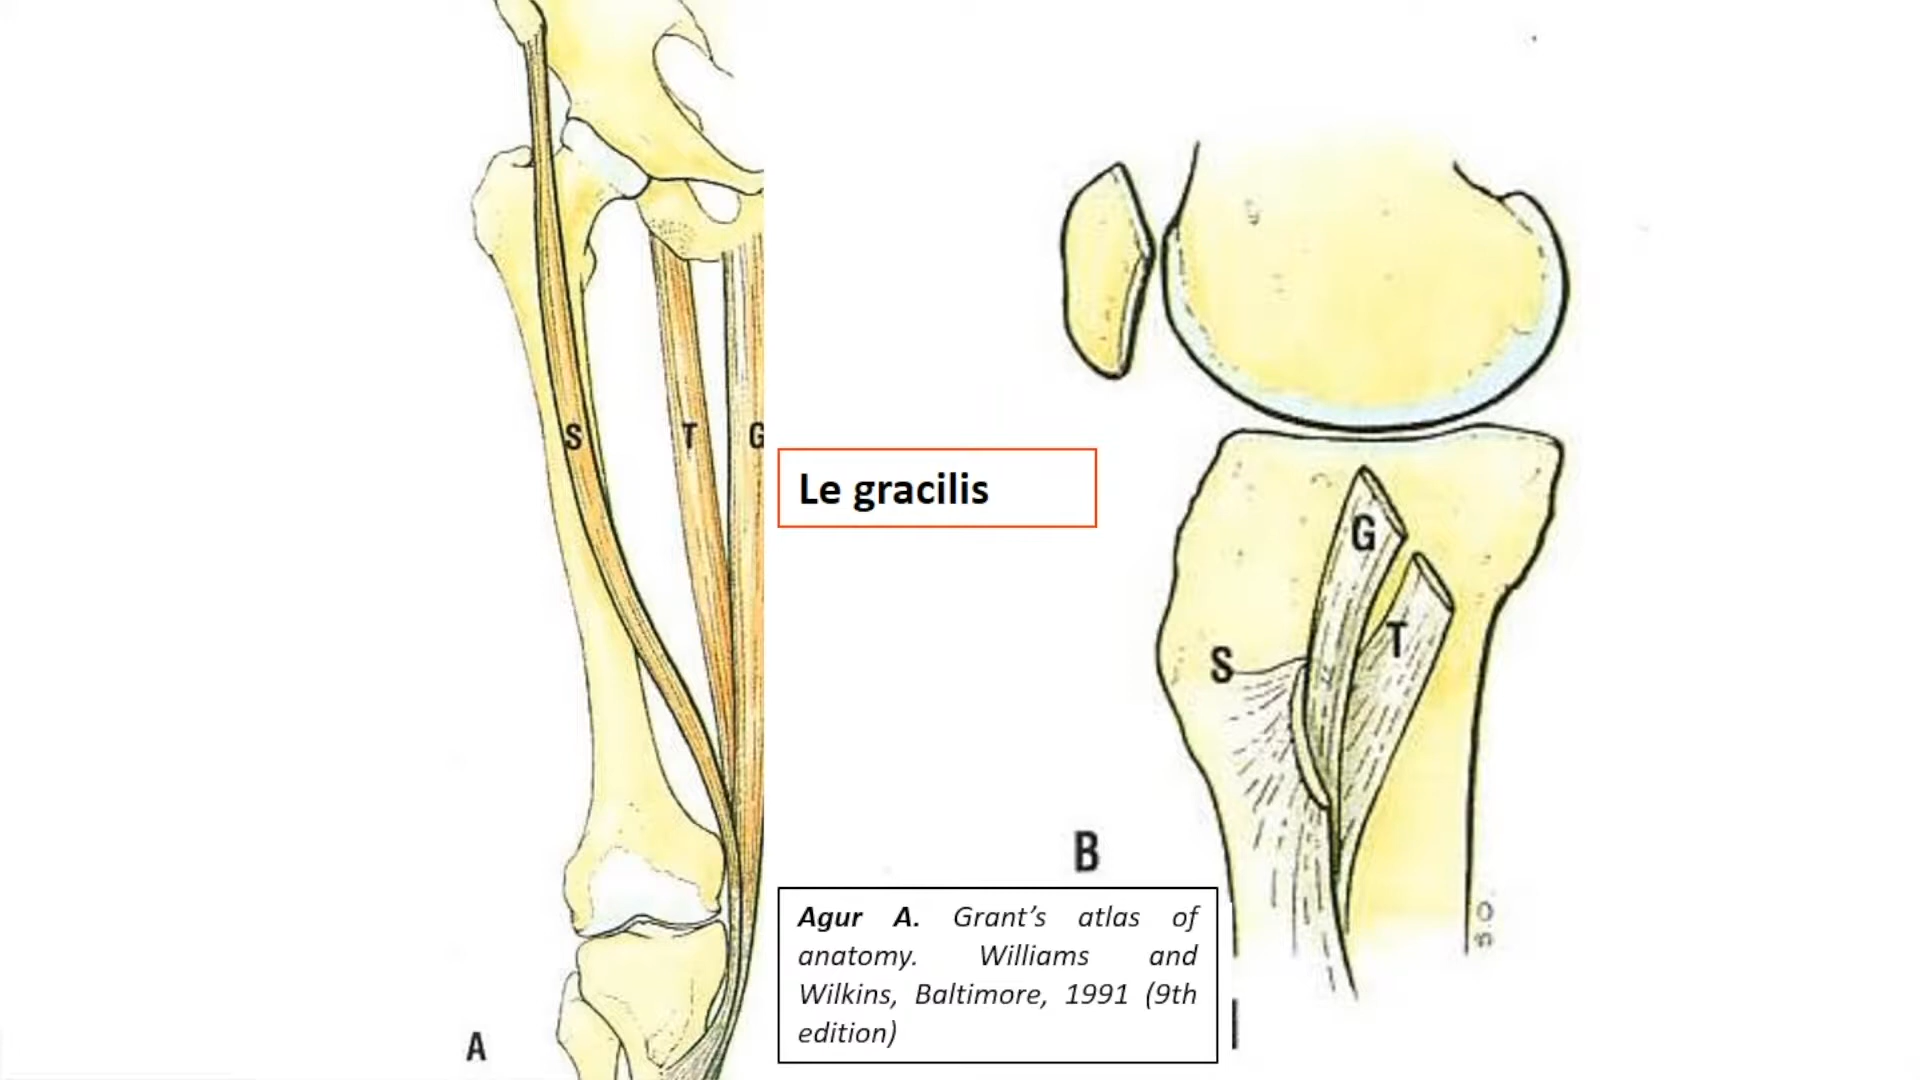 S
T
G
A
Le gracilis
G
T
S
B
Agur A. Grant's atlas of
anatomy. Williams and
Wilkins, Baltimore, 1991 (9th
edition)